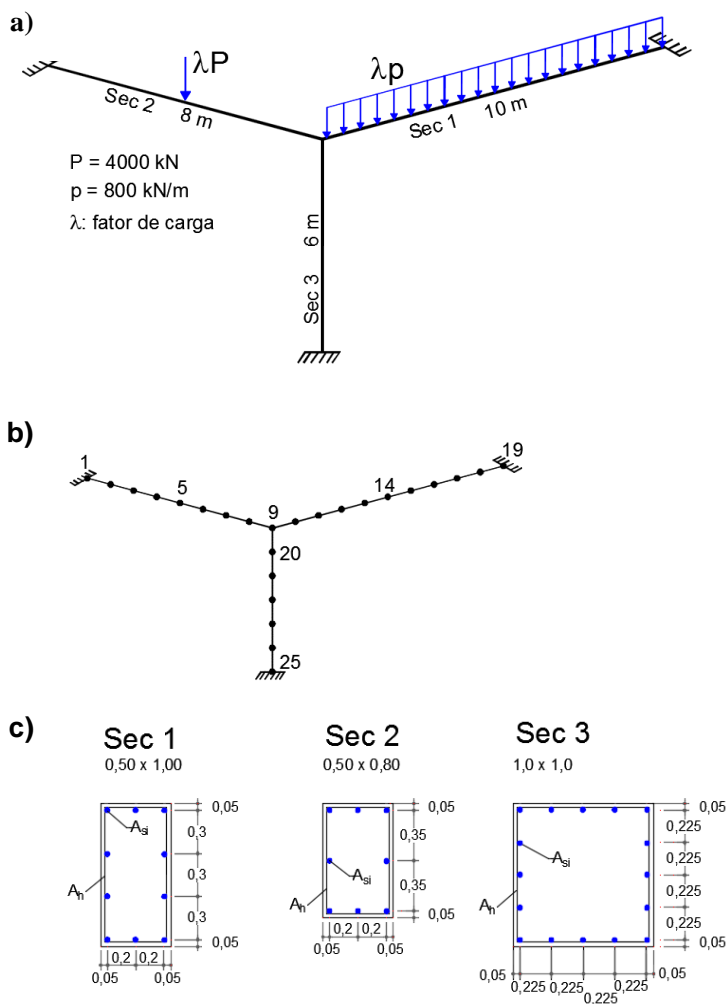 a)
λP
λp
Sec 2 8 m
Sec 1 10 m
P = 4000 kN
p = 800 kN/m
λ: fator de carga
Sec 3 6 m
b)
1
5
9
14
19
20
25
c)
Sec 1
0,50 x 1,00
Sec 2
0,50 x 0,80
Sec 3
1,0 x 1,0
Asi
Ah
0,05
0,3
0,3
0,3
0,05
0,2 0,2
0,05 0,05
Asi
Ah
0,05
0,35
0,35
0,05
0,2 0,2
0,05 0,05
Asi
Ah
0,05
0,225
0,225
0,225
0,225
0,05
0,05 0,05
0,225 0,225
0,225 0,225